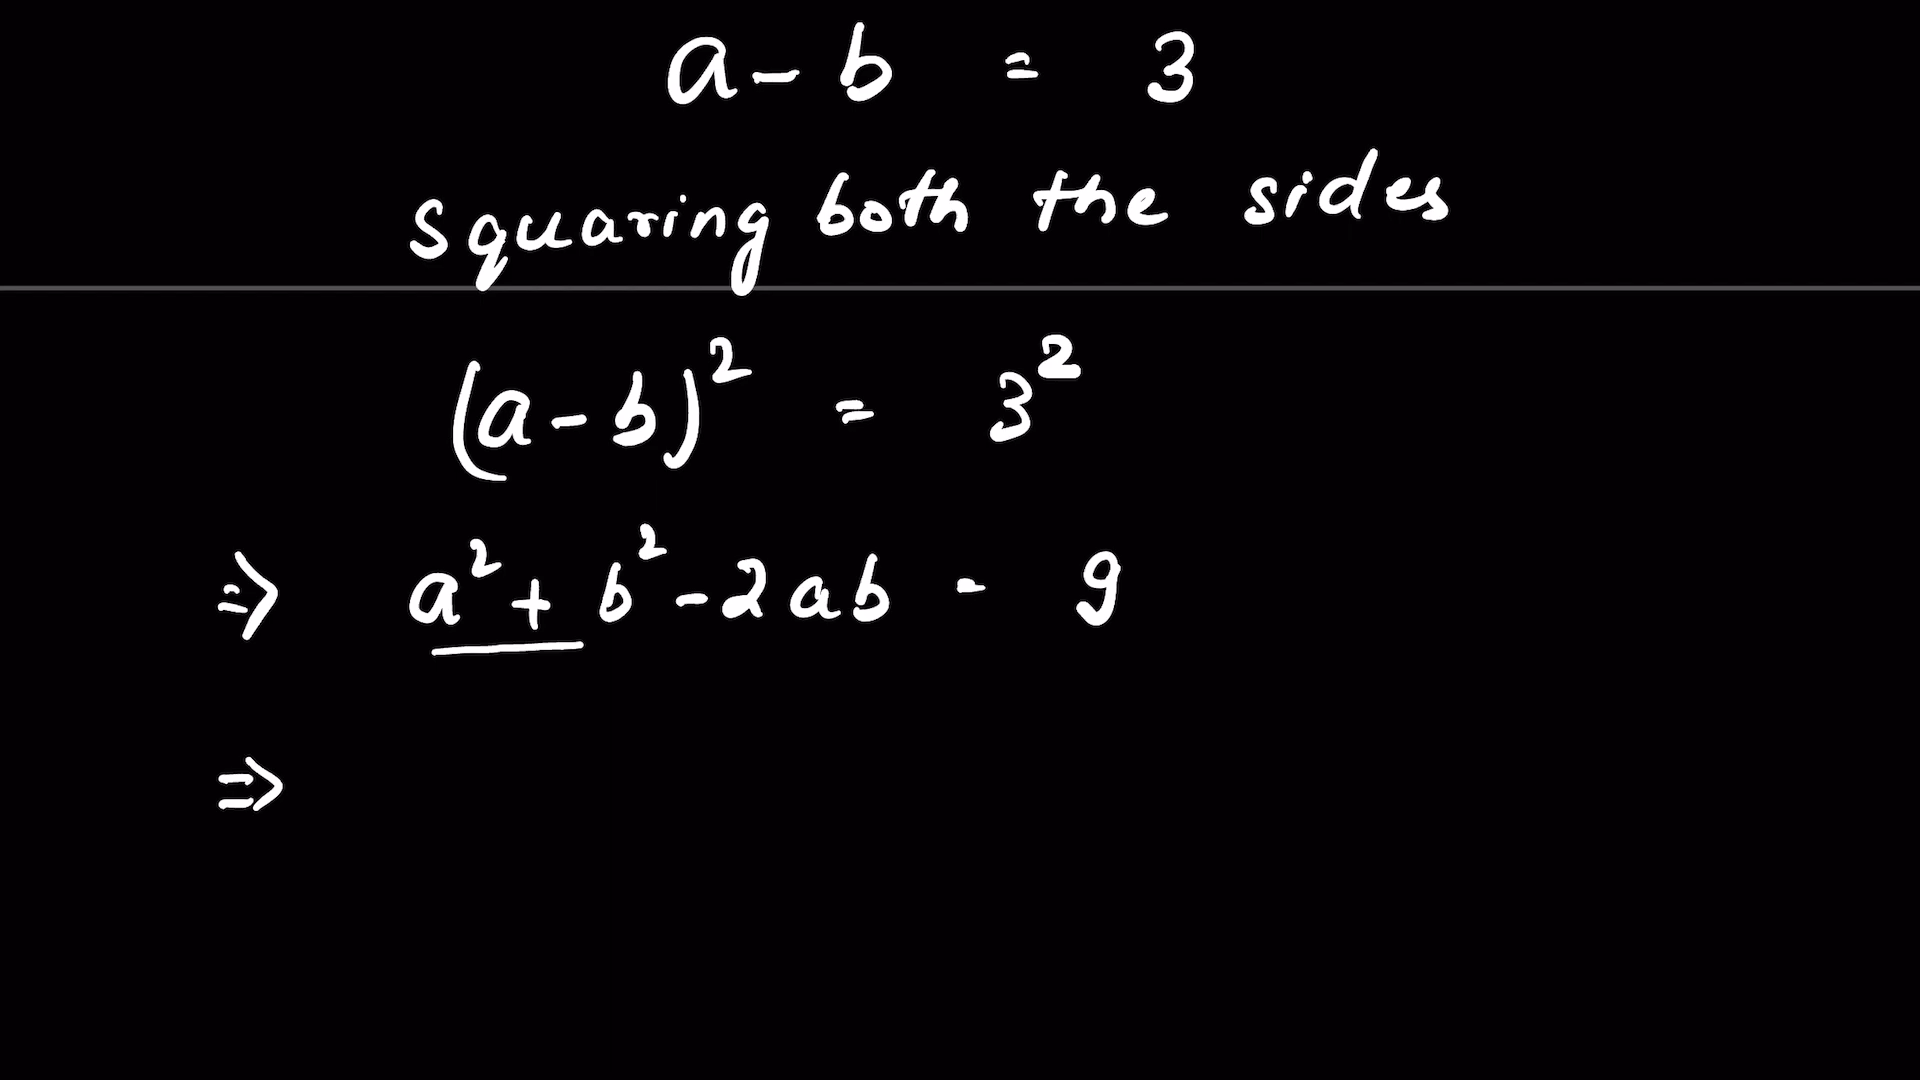 a - b = 3
squaring both the sides
(a - b)² = 3²
⇒ a² + b² - 2ab = 9
⇒